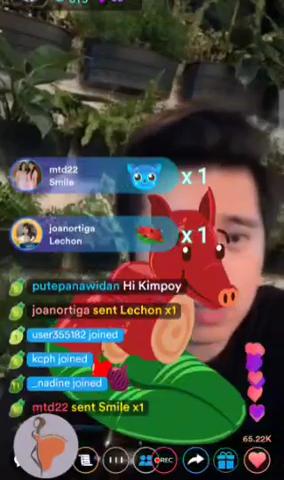 mtd22
Smile
x 1
joanortiga
Lechon
x 1
putepanawidan Hi Kimpoy
joanortiga sent Lechon x1
user355182 joined
kcph joined
_nadine joined
mtd22 sent Smile x1
65.22K
REC